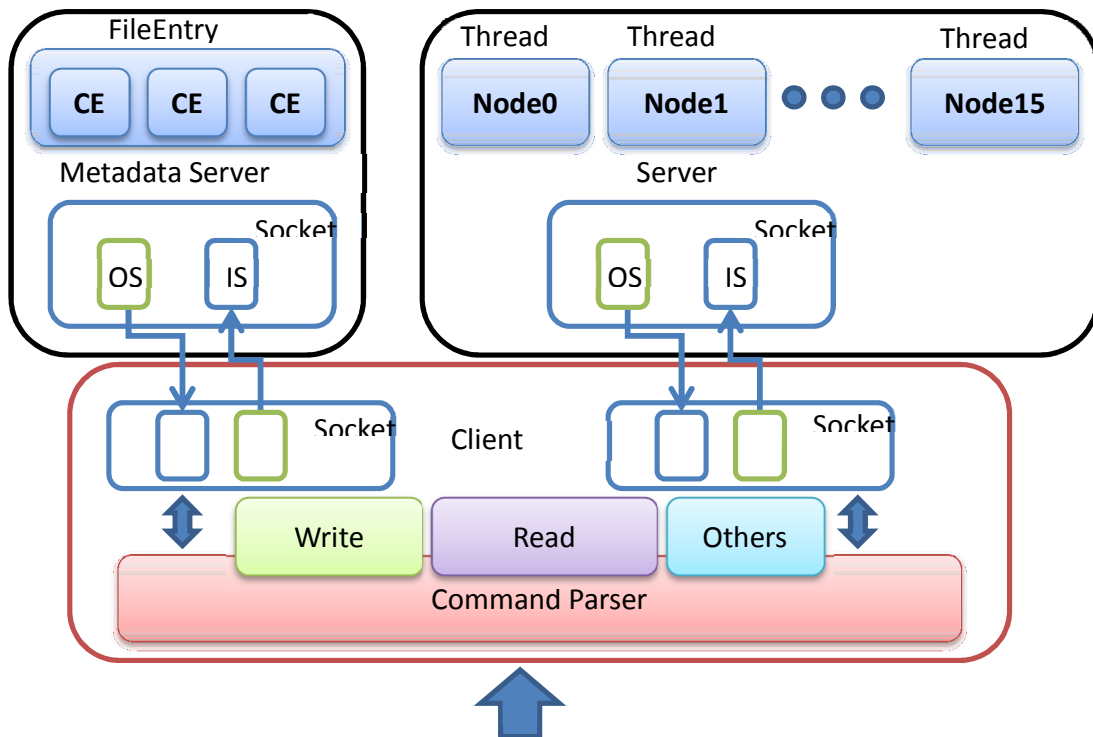 FileEntry
CE CE CE
Metadata Server
Socket
OS IS
Thread Thread Thread
Node0 Node1 Node15
Server
Socket
OS IS
Socket
Client
Socket
Write Read Others
Command Parser